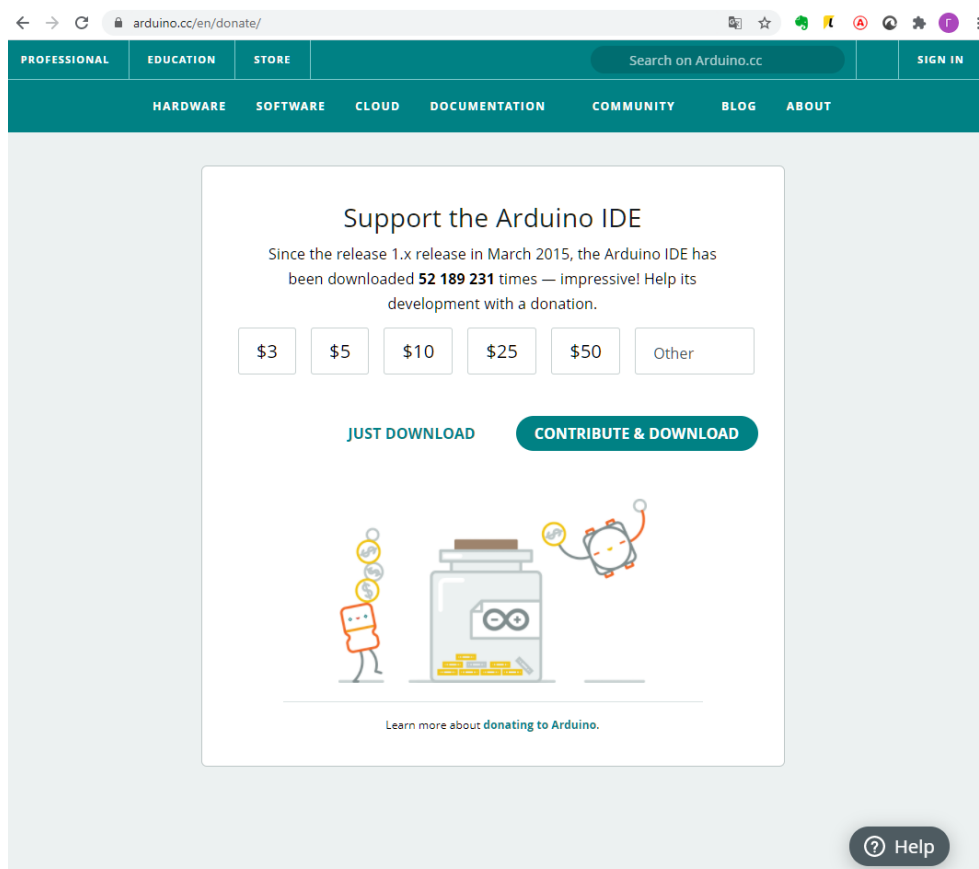 arduino.cc/en/donate/
PROFESSIONAL EDUCATION STORE Search on Arduino.cc SIGN IN
HARDWARE SOFTWARE CLOUD DOCUMENTATION COMMUNITY BLOG ABOUT
Support the Arduino IDE
Since the release 1.x release in March 2015, the Arduino IDE has
been downloaded 52 189 231 times — impressive! Help its
development with a donation.
$3 $5 $10 $25 $50 Other
JUST DOWNLOAD CONTRIBUTE & DOWNLOAD
Learn more about donating to Arduino.
Help